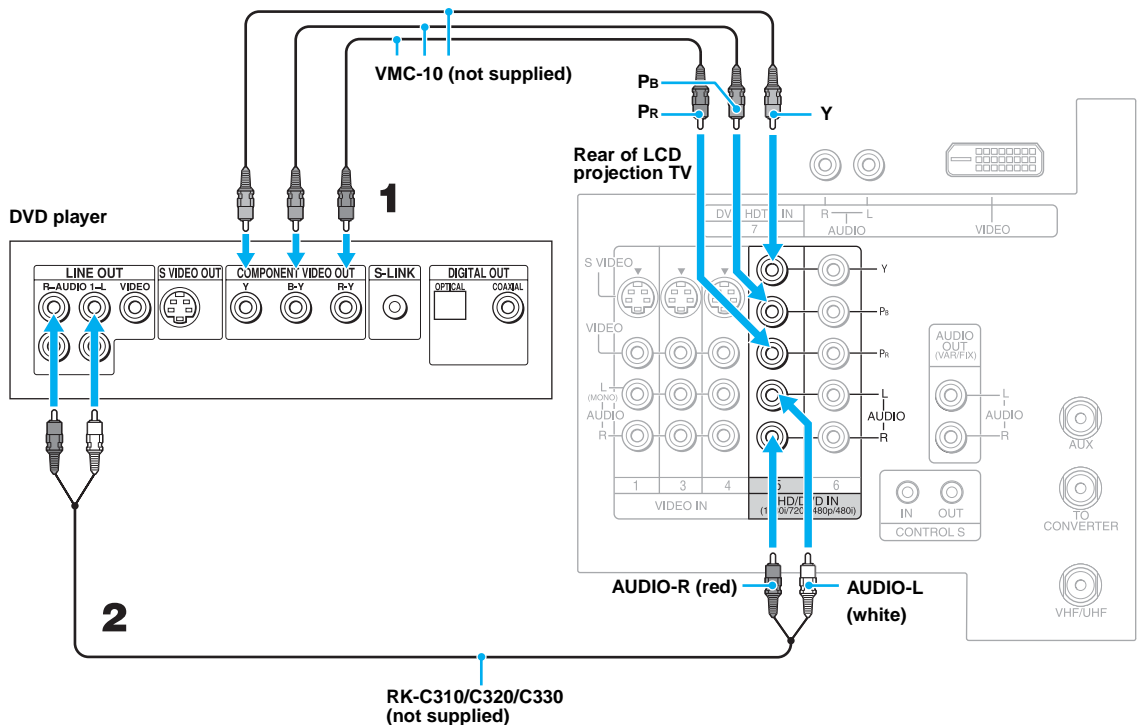 VMC-10 (not supplied)
PB
PR
Y
Rear of LCD
projection TV
1
DVD player
LINE OUT
R–AUDIO 1–L VIDEO
S VIDEO OUT
COMPONENT VIDEO OUT
Y B-Y R-Y
S-LINK
DIGITAL OUT
OPTICAL COAXIAL
R L
AUDIO
VIDEO
7
S VIDEO
VIDEO
L
(MONO)
AUDIO
R
Y
PB
PR
L
AUDIO
R
1 3 4
VIDEO IN
5 6
AUDIO
OUT
(VAR/FIX)
L
AUDIO
R
IN OUT
CONTROL S
AUX
TO
CONVERTER
VHF/UHF
AUDIO-R (red)
AUDIO-L
(white)
2
RK-C310/C320/C330
(not supplied)